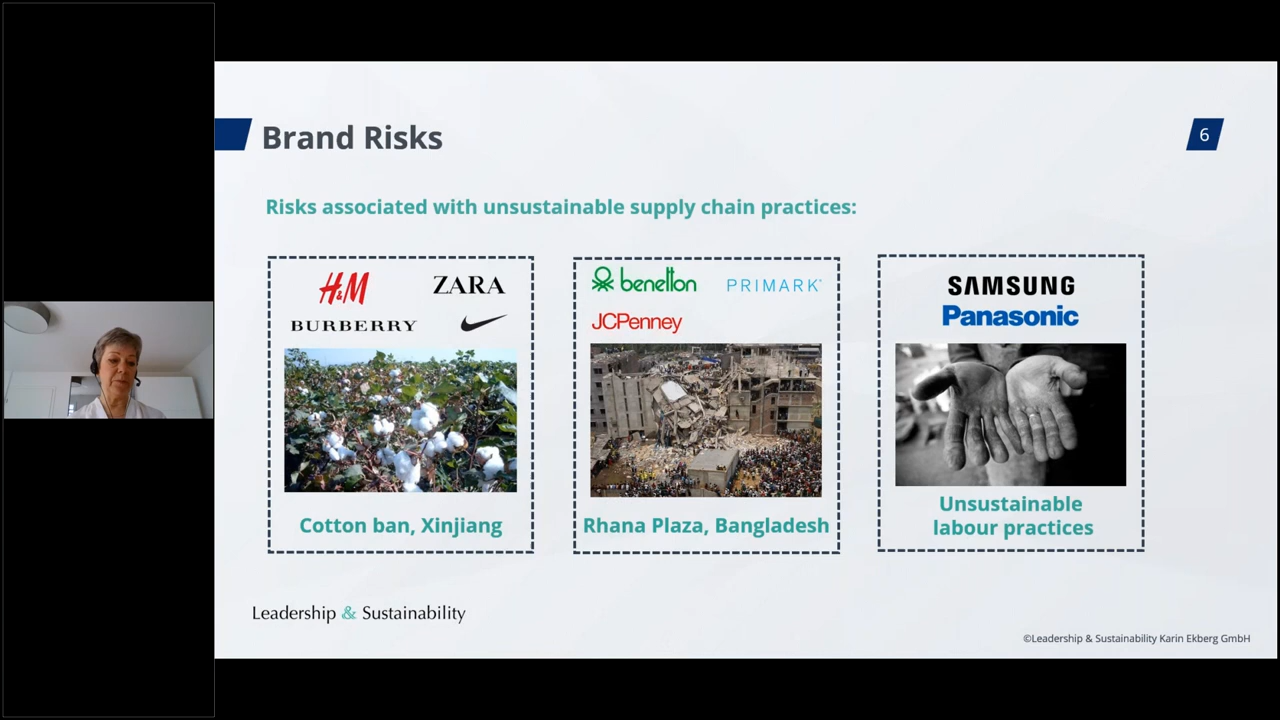 Brand Risks
6
Risks associated with unsustainable supply chain practices:
H&M
ZARA
BURBERRY
benetton
PRIMARK
JCPenney
SAMSUNG
Panasonic
Cotton ban, Xinjiang
Rhana Plaza, Bangladesh
Unsustainable
labour practices
Leadership & Sustainability
©Leadership & Sustainability Karin Ekberg GmbH